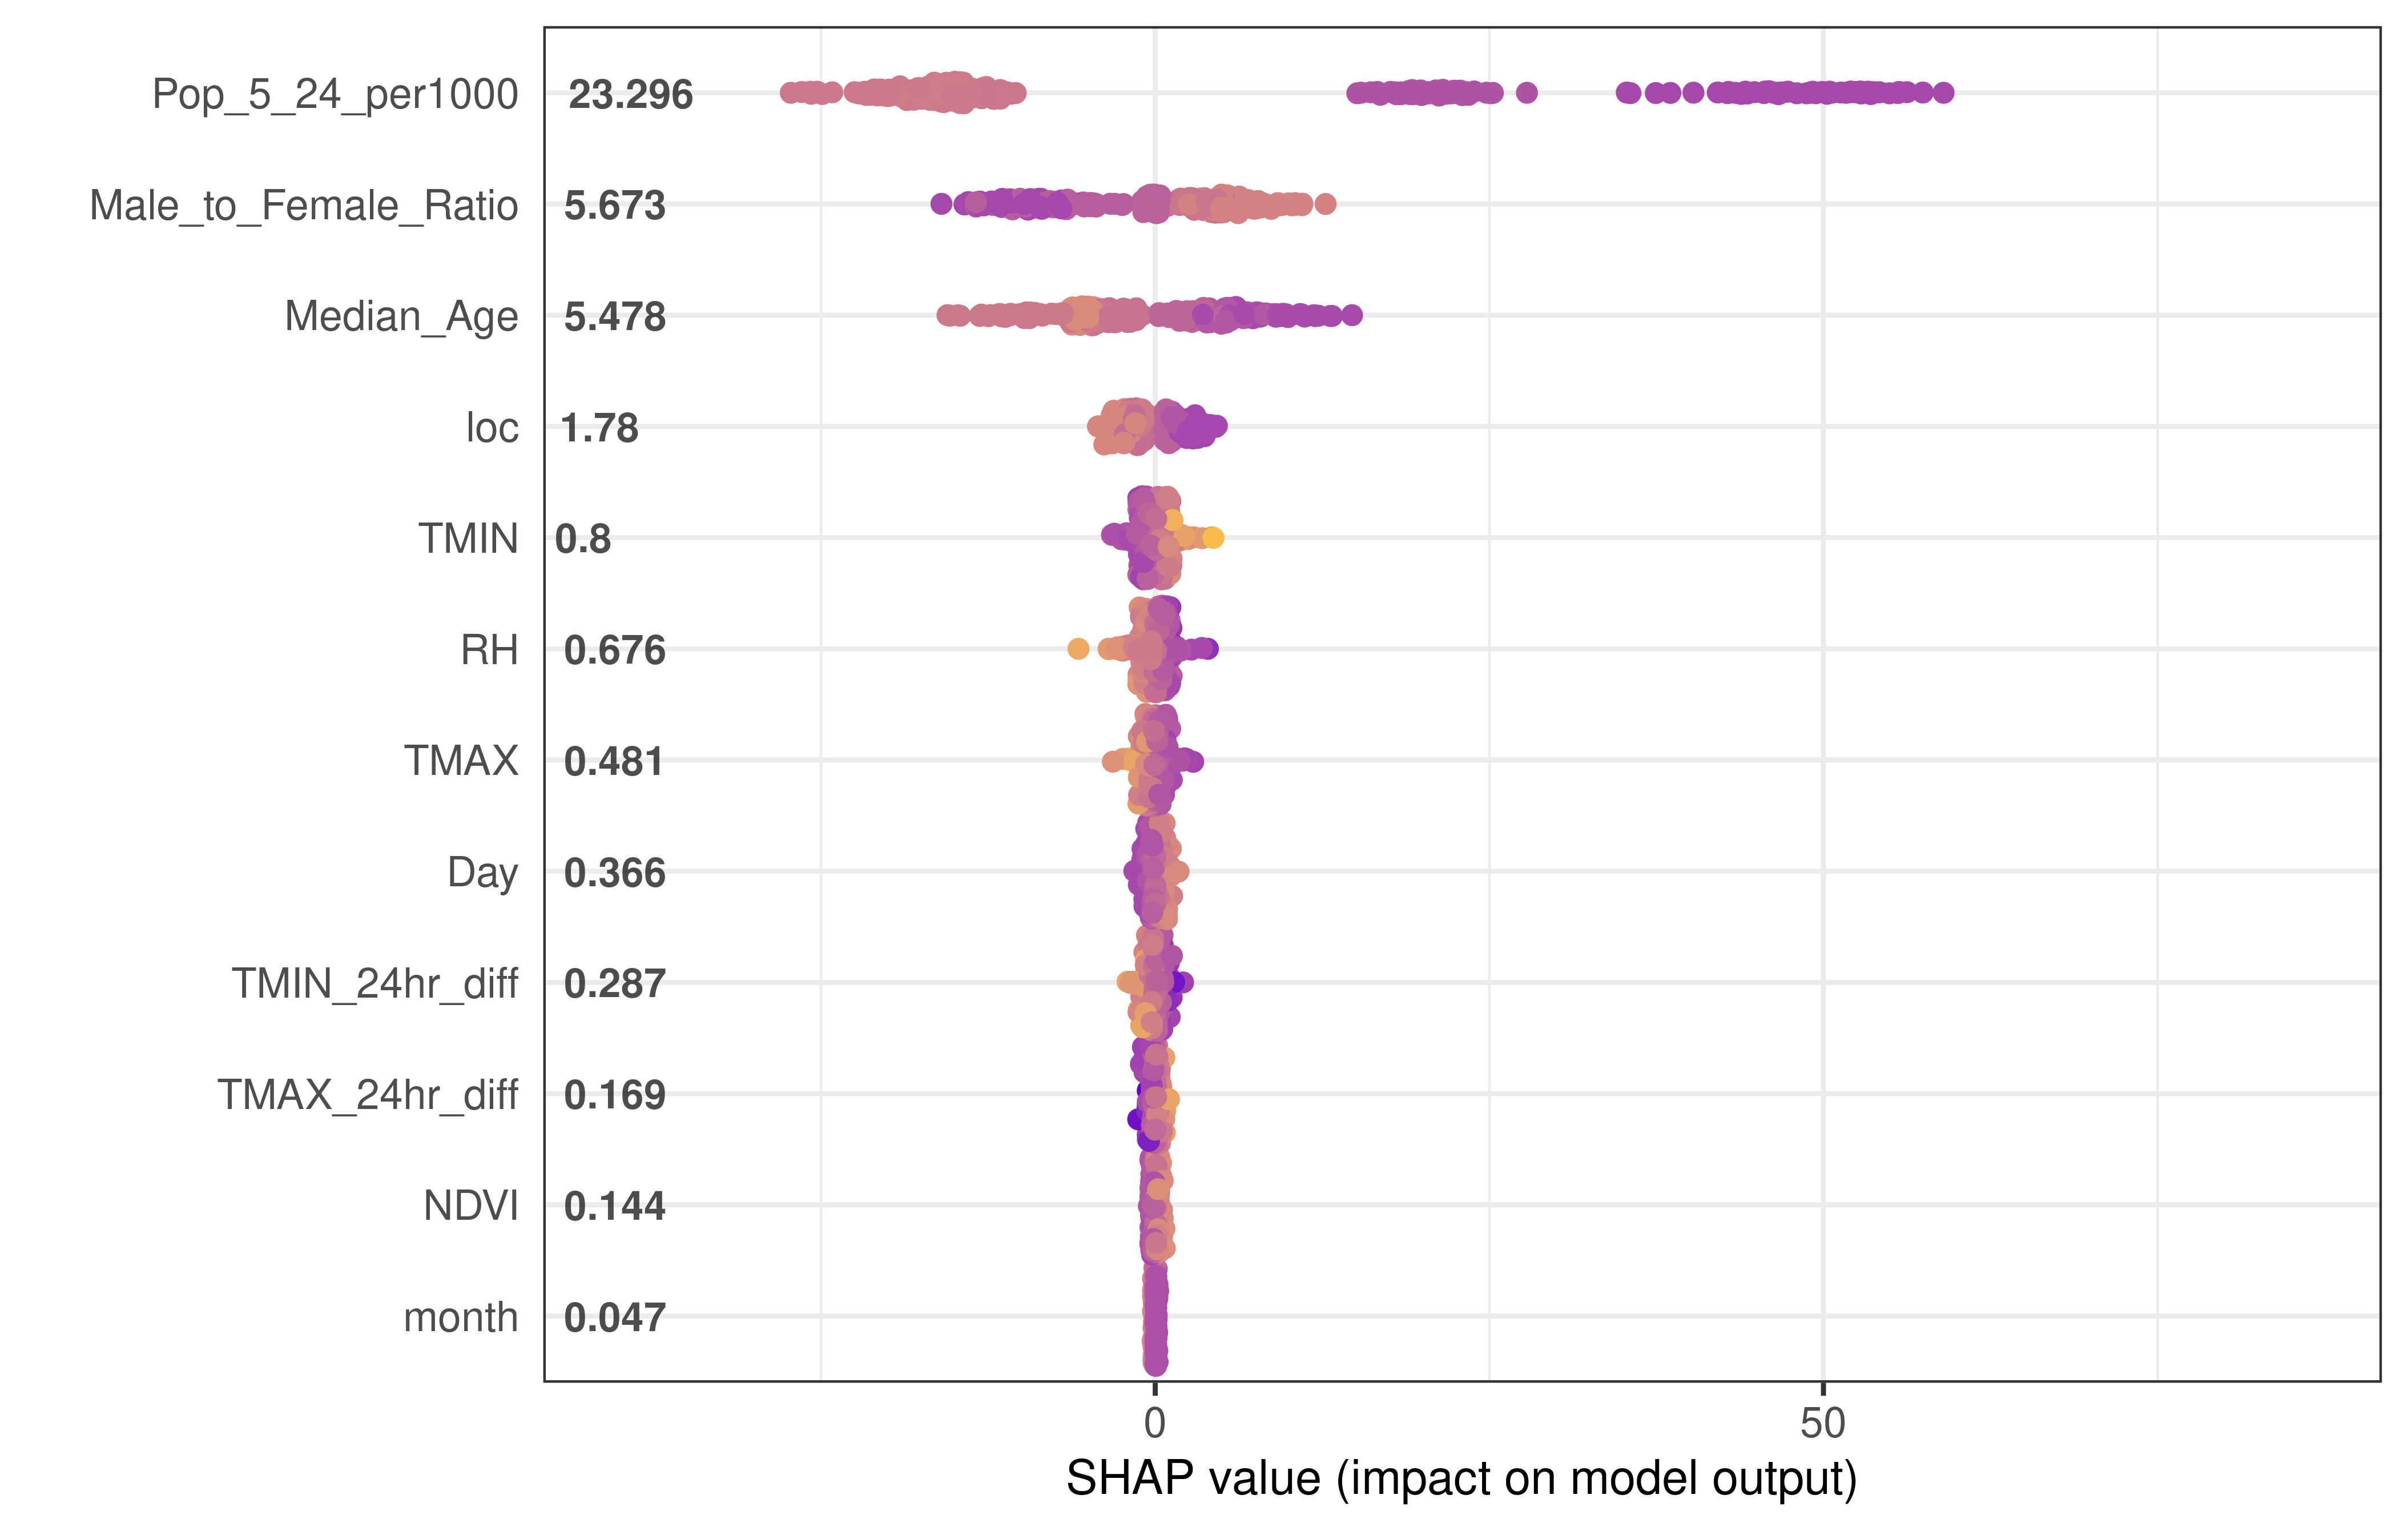 Pop_5_24_per1000 23.296
Male_to_Female_Ratio 5.673
Median_Age 5.478
loc 1.78
TMIN 0.8
RH 0.676
TMAX 0.481
Day 0.366
TMIN_24hr_diff 0.287
TMAX_24hr_diff 0.169
NDVI 0.144
month 0.047
0 50
SHAP value (impact on model output)